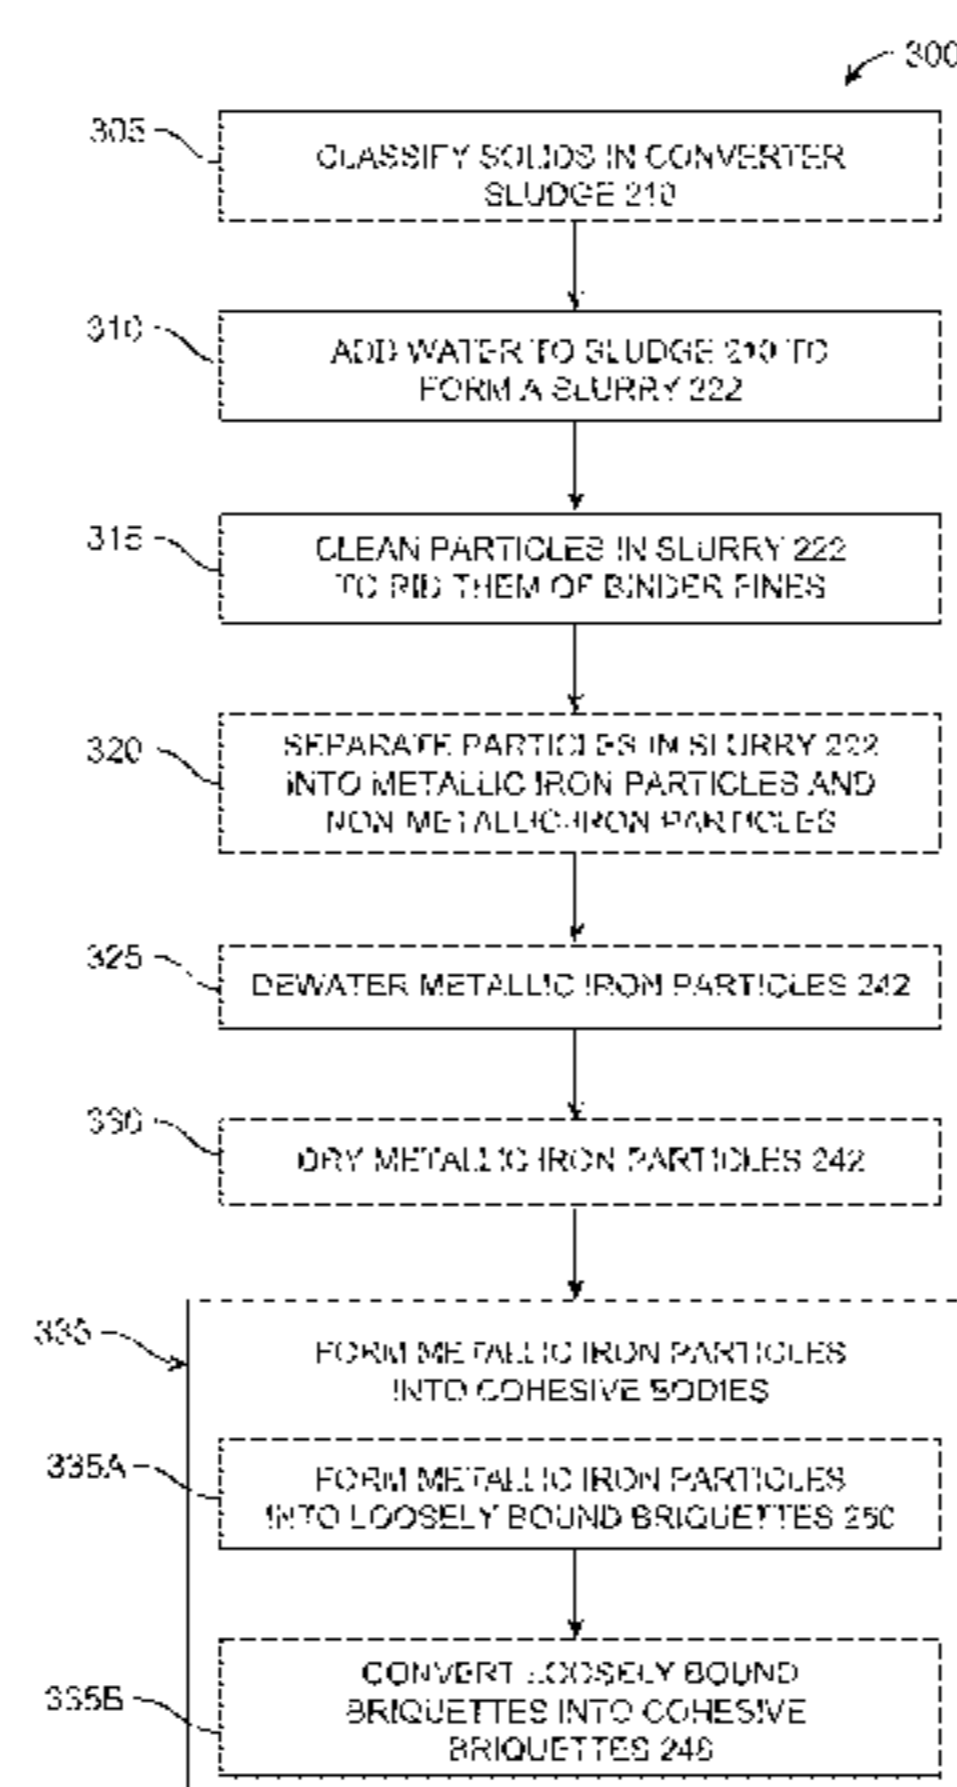 300
305
CLASSIFY SOLIDS IN CONVERTER
SLUDGE 210
310
ADD WATER TO SLUDGE 210 TO
FORM A SLURRY 222
315
CLEAN PARTICLES IN SLURRY 222
TO RID THEM OF BINDER FINES
320
SEPARATE PARTICLES IN SLURRY 222
INTO METALLIC IRON PARTICLES AND
NON METALLIC-IRON PARTICLES
325
DEWATER METALLIC IRON PARTICLES 242
330
DRY METALLIC IRON PARTICLES 242
335
FORM METALLIC IRON PARTICLES
INTO COHESIVE BODIES
335A
FORM METALLIC IRON PARTICLES
INTO LOOSELY BOUND BRIQUETTES 250
335B
CONVERT LOOSELY BOUND
BRIQUETTES INTO COHESIVE
BRIQUETTES